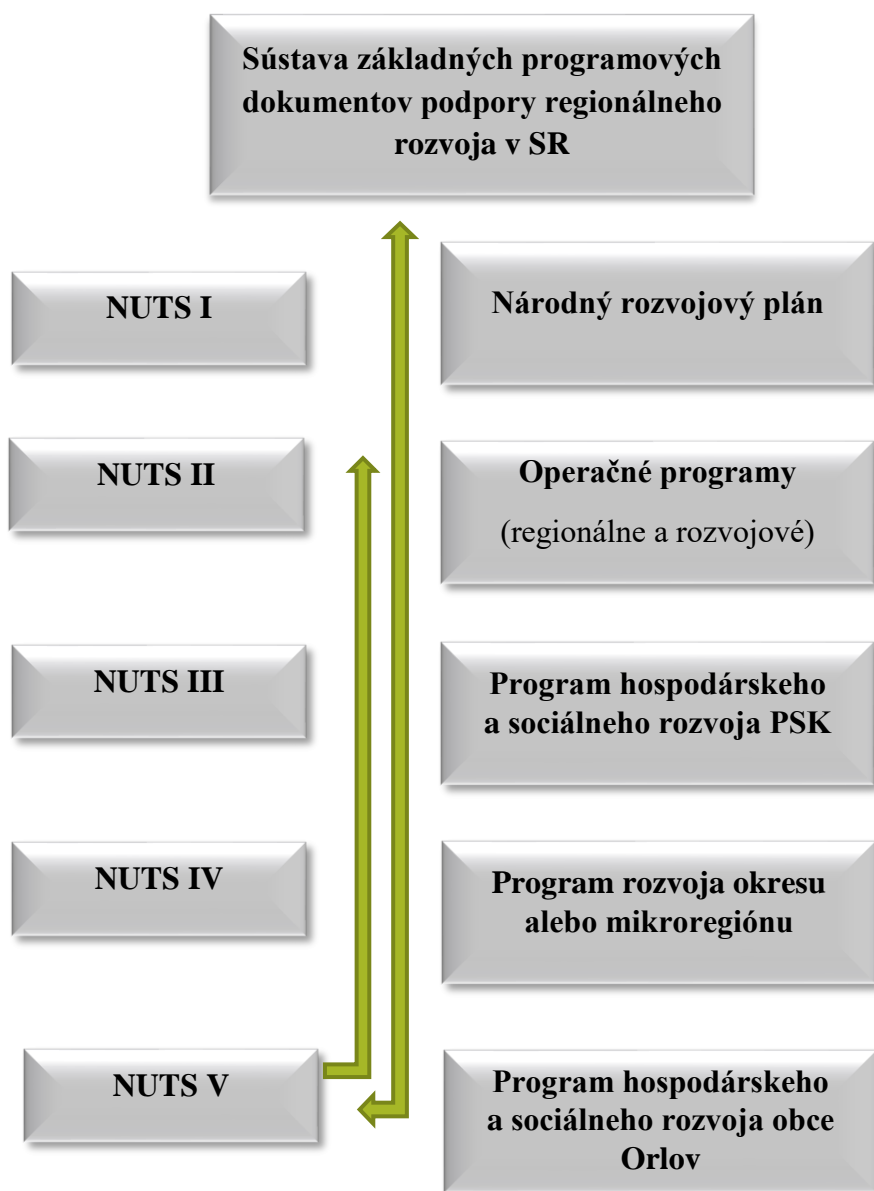 Sústava základných programových
dokumentov podpory regionálneho
rozvoja v SR
NUTS I
Národný rozvojový plán
NUTS II
Operačné programy
(regionálne a rozvojové)
NUTS III
Program hospodárskeho
a sociálneho rozvoja PSK
NUTS IV
Program rozvoja okresu
alebo mikroregiónu
NUTS V
Program hospodárskeho
a sociálneho rozvoja obce
Orlov